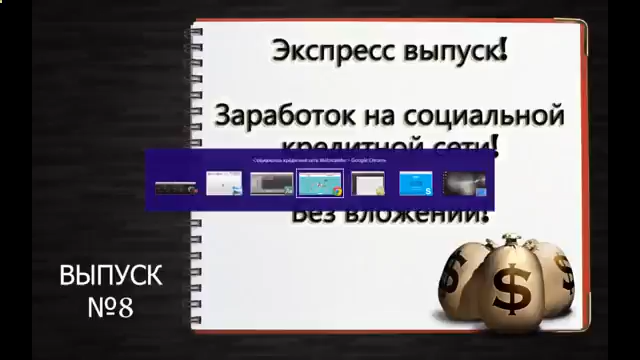 Экспресс выпуск!
Заработок на социальной
кредитной сети!
Без вложений!
ВЫПУСК
№8
$
$
$